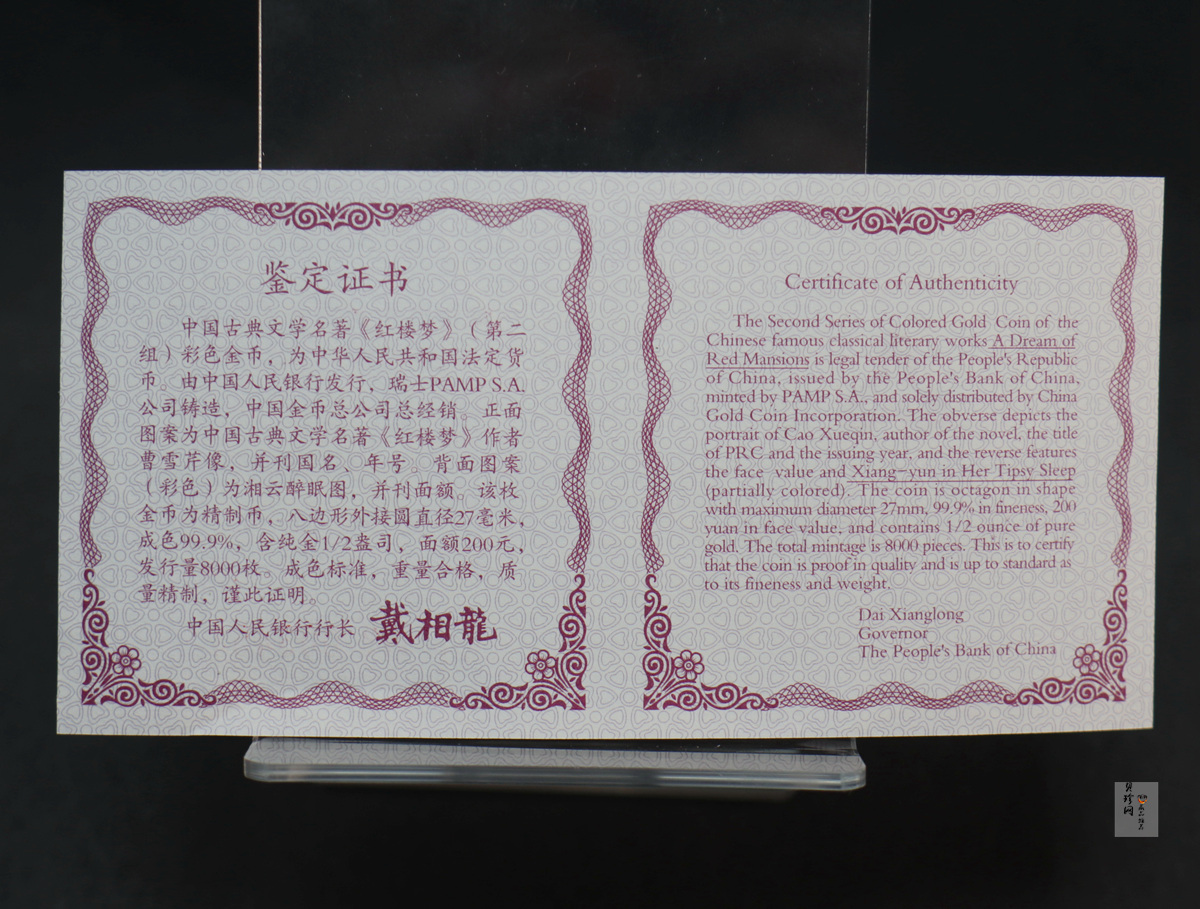 鉴定证书
中国古典文学名著《红楼梦》（第二
组）彩色金币，为中华人民共和国法定货
币。由中国人民银行发行，瑞士PAMP S.A.
公司铸造，中国金币总公司总经销。正面
图案为中国古典文学名著《红楼梦》作者
曹雪芹像，并刊国名、年号。背面图案
（彩色）为湘云醉眠图，并刊面额。该枚
金币为精制币，八边形外接圆直径27毫米，
成色99.9%，含纯金1/2盎司，面额200元，
发行量8000枚。成色标准，重量合格，质
量精制，谨此证明。
中国人民银行行长 戴相龍
Certificate of Authenticity
The Second Series of Colored Gold Coin of the
Chinese famous classical literary works A Dream of
Red Mansions is legal tender of the People's Republic
of China, issued by the People's Bank of China,
minted by PAMP S.A., and solely distributed by China
Gold Coin Incorporation. The obverse depicts the
portrait of Cao Xueqin, author of the novel, the title
of PRC and the issuing year, and the reverse features
the face value and Xiang-yun in Her Tipsy Sleep
(partially colored). The coin is octagon in shape
with maximum diameter 27mm, 99.9% in fineness, 200
yuan in face value, and contains 1/2 ounce of pure
gold. The total mintage is 8000 pieces. This is to certify
that the coin is proof in quality and is up to standard as
to its fineness and weight.
Dai Xianglong
Governor
The People's Bank of China